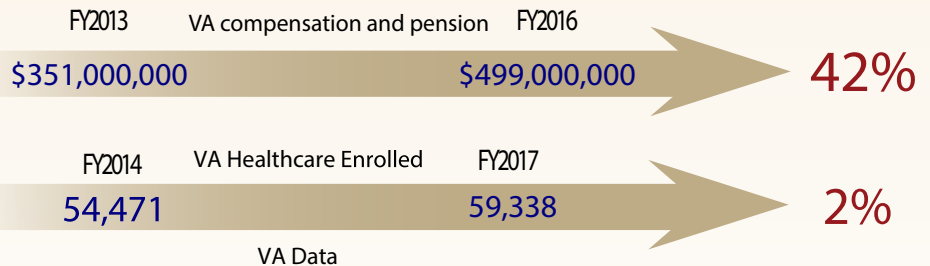 FY2013 VA compensation and pension FY2016
$351,000,000 $499,000,000 42%
FY2014 VA Healthcare Enrolled FY2017
54,471 59,338 2%
VA Data